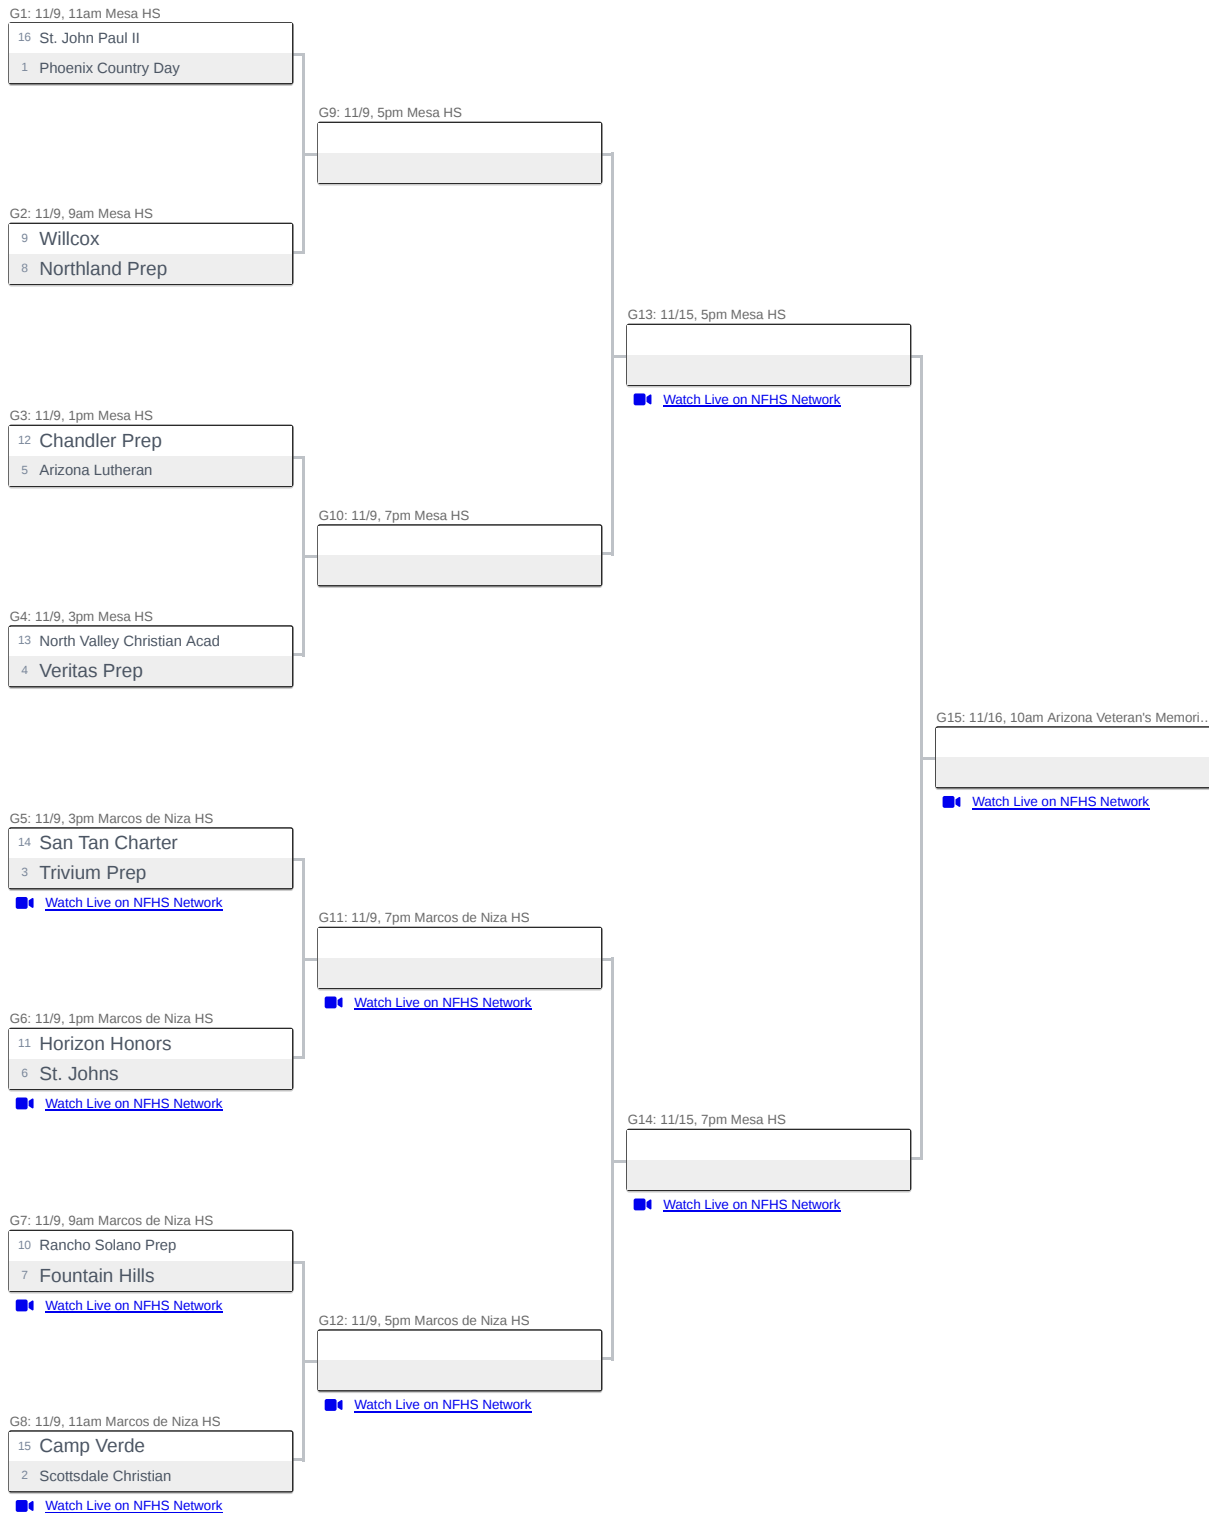 G1: 11/9, 11am Mesa HS
16 St. John Paul II
1 Phoenix Country Day
G9: 11/9, 5pm Mesa HS
G2: 11/9, 9am Mesa HS
9 Willcox
8 Northland Prep
G13: 11/15, 5pm Mesa HS
Watch Live on NFHS Network
G3: 11/9, 1pm Mesa HS
12 Chandler Prep
5 Arizona Lutheran
G10: 11/9, 7pm Mesa HS
G4: 11/9, 3pm Mesa HS
13 North Valley Christian Acad
4 Veritas Prep
G15: 11/16, 10am Arizona Veteran's Memori...
Watch Live on NFHS Network
G5: 11/9, 3pm Marcos de Niza HS
14 San Tan Charter
3 Trivium Prep
Watch Live on NFHS Network
G11: 11/9, 7pm Marcos de Niza HS
Watch Live on NFHS Network
G6: 11/9, 1pm Marcos de Niza HS
11 Horizon Honors
6 St. Johns
Watch Live on NFHS Network
G14: 11/15, 7pm Mesa HS
Watch Live on NFHS Network
G7: 11/9, 9am Marcos de Niza HS
10 Rancho Solano Prep
7 Fountain Hills
Watch Live on NFHS Network
G12: 11/9, 5pm Marcos de Niza HS
Watch Live on NFHS Network
G8: 11/9, 11am Marcos de Niza HS
15 Camp Verde
2 Scottsdale Christian
Watch Live on NFHS Network